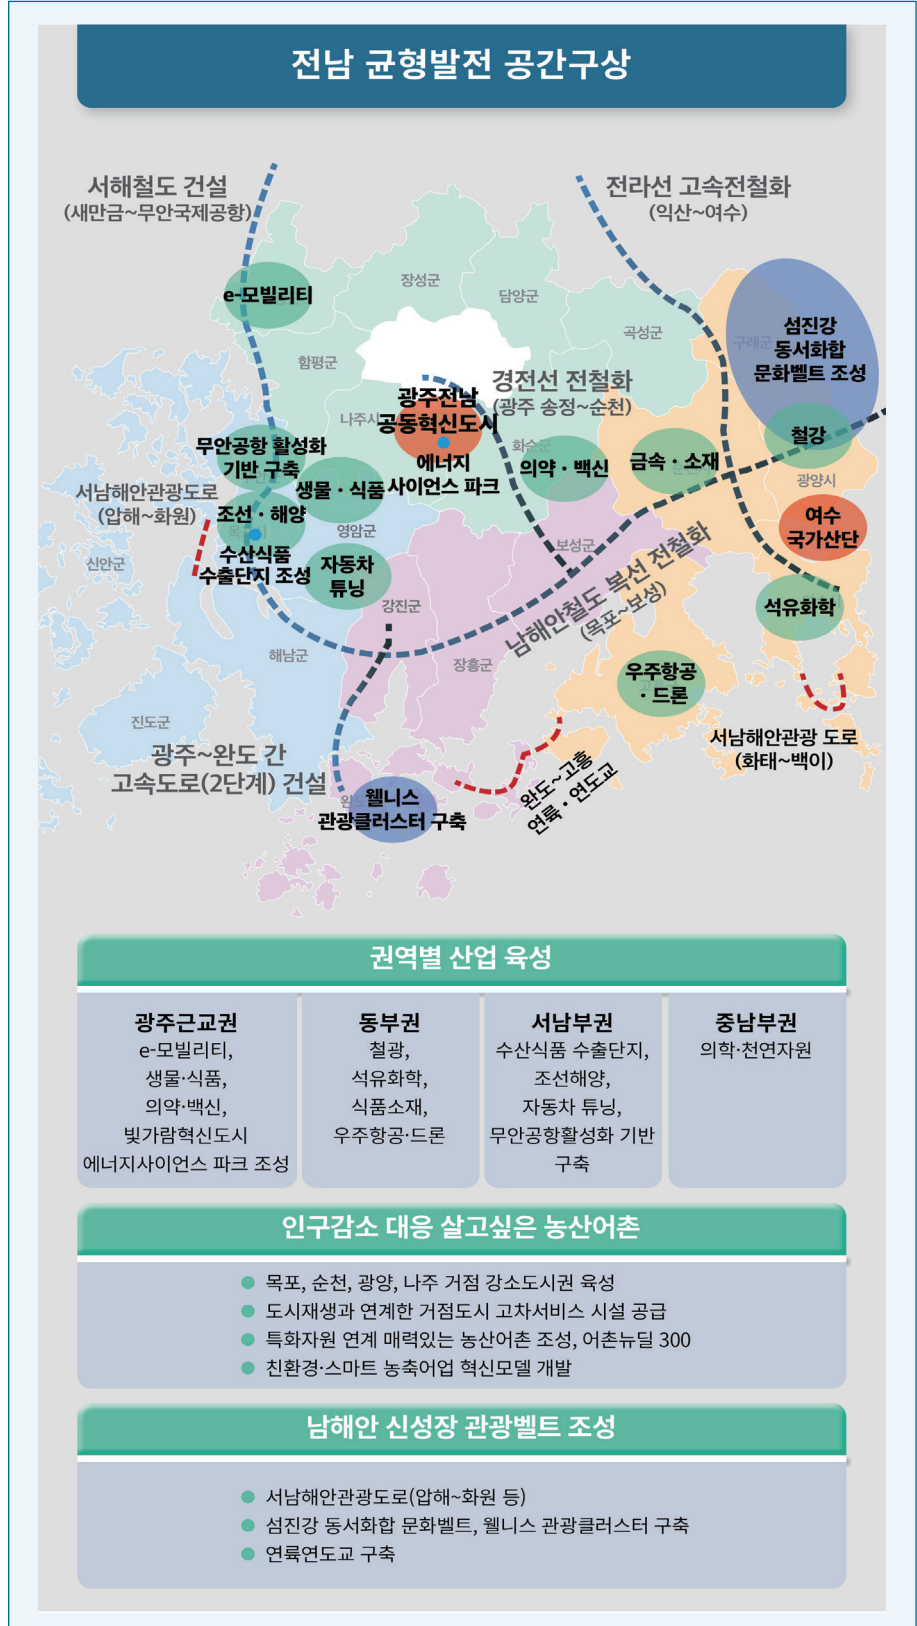 전남 균형발전 공간구상
서해철도 건설
(새만금~무안국제공항)
전라선 고속전철화
(익산~여수)
장성군
담양군
e-모빌리티
곡성군
구례군
섬진강
동서화합
문화벨트 조성
함평군
경전선 전철화
(광주 송정~순천)
광주전남
공동혁신도시
나주시
에너지
사이언스 파크
화순군
의약·백신
금속·소재
철강
광양시
무안공항 활성화
기반 구축
생물·식품
서남해안관광도로
(압해~화원)
조선·해양
수산식품
수출단지 조성
영암군
자동차
튜닝
신안군
여수
국가산단
보성군
석유화학
남해안철도 복선 전철화
(목포~보성)
강진군
해남군
장흥군
우주항공
·드론
진도군
광주~완도 간
고속도로(2단계) 건설
서남해안관광 도로
(화태~백야)
완도~고흥
연륙·연도교
웰니스
관광클러스터 구축
권역별 산업 육성
광주근교권
e-모빌리티,
생물·식품,
의약·백신,
빛가람혁신도시
에너지사이언스 파크 조성
동부권
철광,
석유화학,
식품소재,
우주항공·드론
서남부권
수산식품 수출단지,
조선해양,
자동차 튜닝,
무안공항활성화 기반
구축
중남부권
의학·천연자원
인구감소 대응 살고싶은 농산어촌
목포, 순천, 광양, 나주 거점 강소도시권 육성
도시재생과 연계한 거점도시 고차서비스 시설 공급
특화자원 연계 매력있는 농산어촌 조성, 어촌뉴딜 300
친환경·스마트 농축어업 혁신모델 개발
남해안 신성장 관광벨트 조성
서남해안관광도로(압해~화원 등)
섬진강 동서화합 문화벨트, 웰니스 관광클러스터 구축
연륙연도교 구축